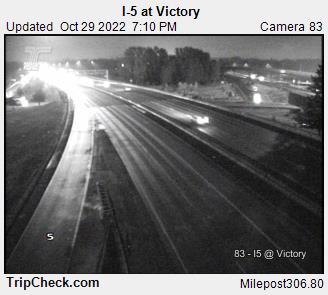 I-5 at Victory
Updated Oct 29 2022 7:10 PM Camera 83
S
83 - I5 @ Victory
TripCheck.com Milepost306.80